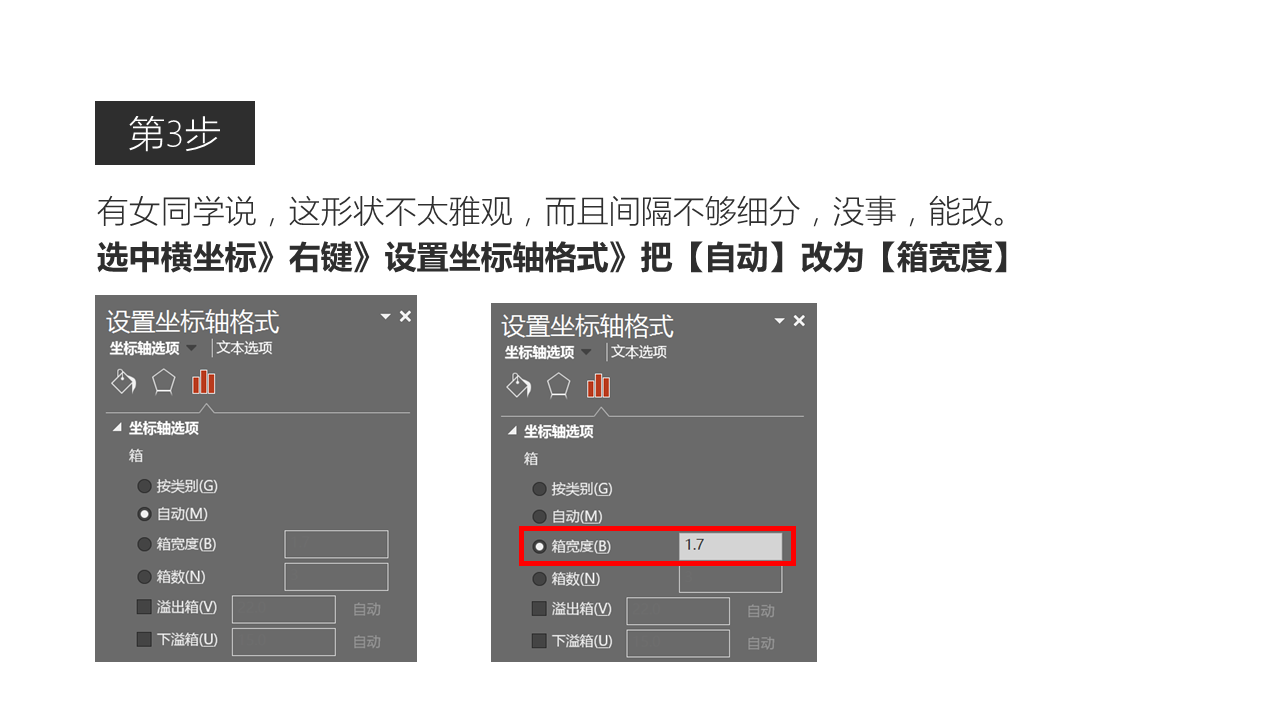 第3步
有女同学说，这形状不太雅观，而且间隔不够细分，没事，能改。
选中横坐标》右键》设置坐标轴格式》把【自动】改为【箱宽度】
设置坐标轴格式
坐标轴选项 文本选项
坐标轴选项
箱
按类别(G)
自动(M)
箱宽度(B)
箱数(N)
溢出箱(V) 自动
下溢箱(U) 自动
设置坐标轴格式
坐标轴选项 文本选项
坐标轴选项
箱
按类别(G)
自动(M)
箱宽度(B) 1.7
箱数(N)
溢出箱(V) 自动
下溢箱(U) 自动